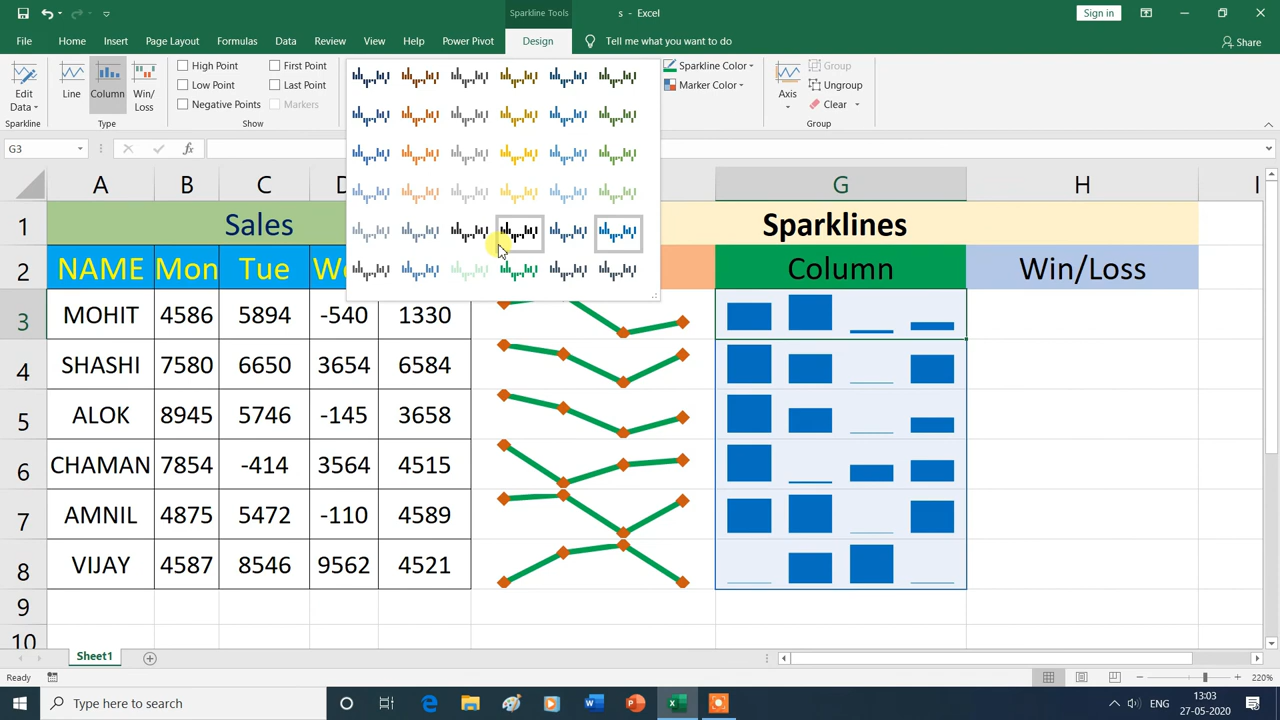 Sparkline Tools
s - Excel
Sign in
File Home Insert Page Layout Formulas Data Review View Help Power Pivot Design Tell me what you want to do Share
Edit Data
Line
Column
Win/
Loss
High Point
Low Point
Negative Points
First Point
Last Point
Markers
Sparkline Color
Marker Color
Axis
Group
Ungroup
Clear
Sparkline Type Show Group
G3
fx
A B C D G H I
1 Sales Sparklines
2 NAME Mon Tue We Column Win/Loss
3 MOHIT 4586 5894 -540 1330
4 SHASHI 7580 6650 3654 6584
5 ALOK 8945 5746 -145 3658
6 CHAMAN 7854 -414 3564 4515
7 AMNIL 4875 5472 -110 4589
8 VIJAY 4587 8546 9562 4521
9
10
Sheet1
Ready
220%
Type here to search
ENG
13:03
27-05-2020